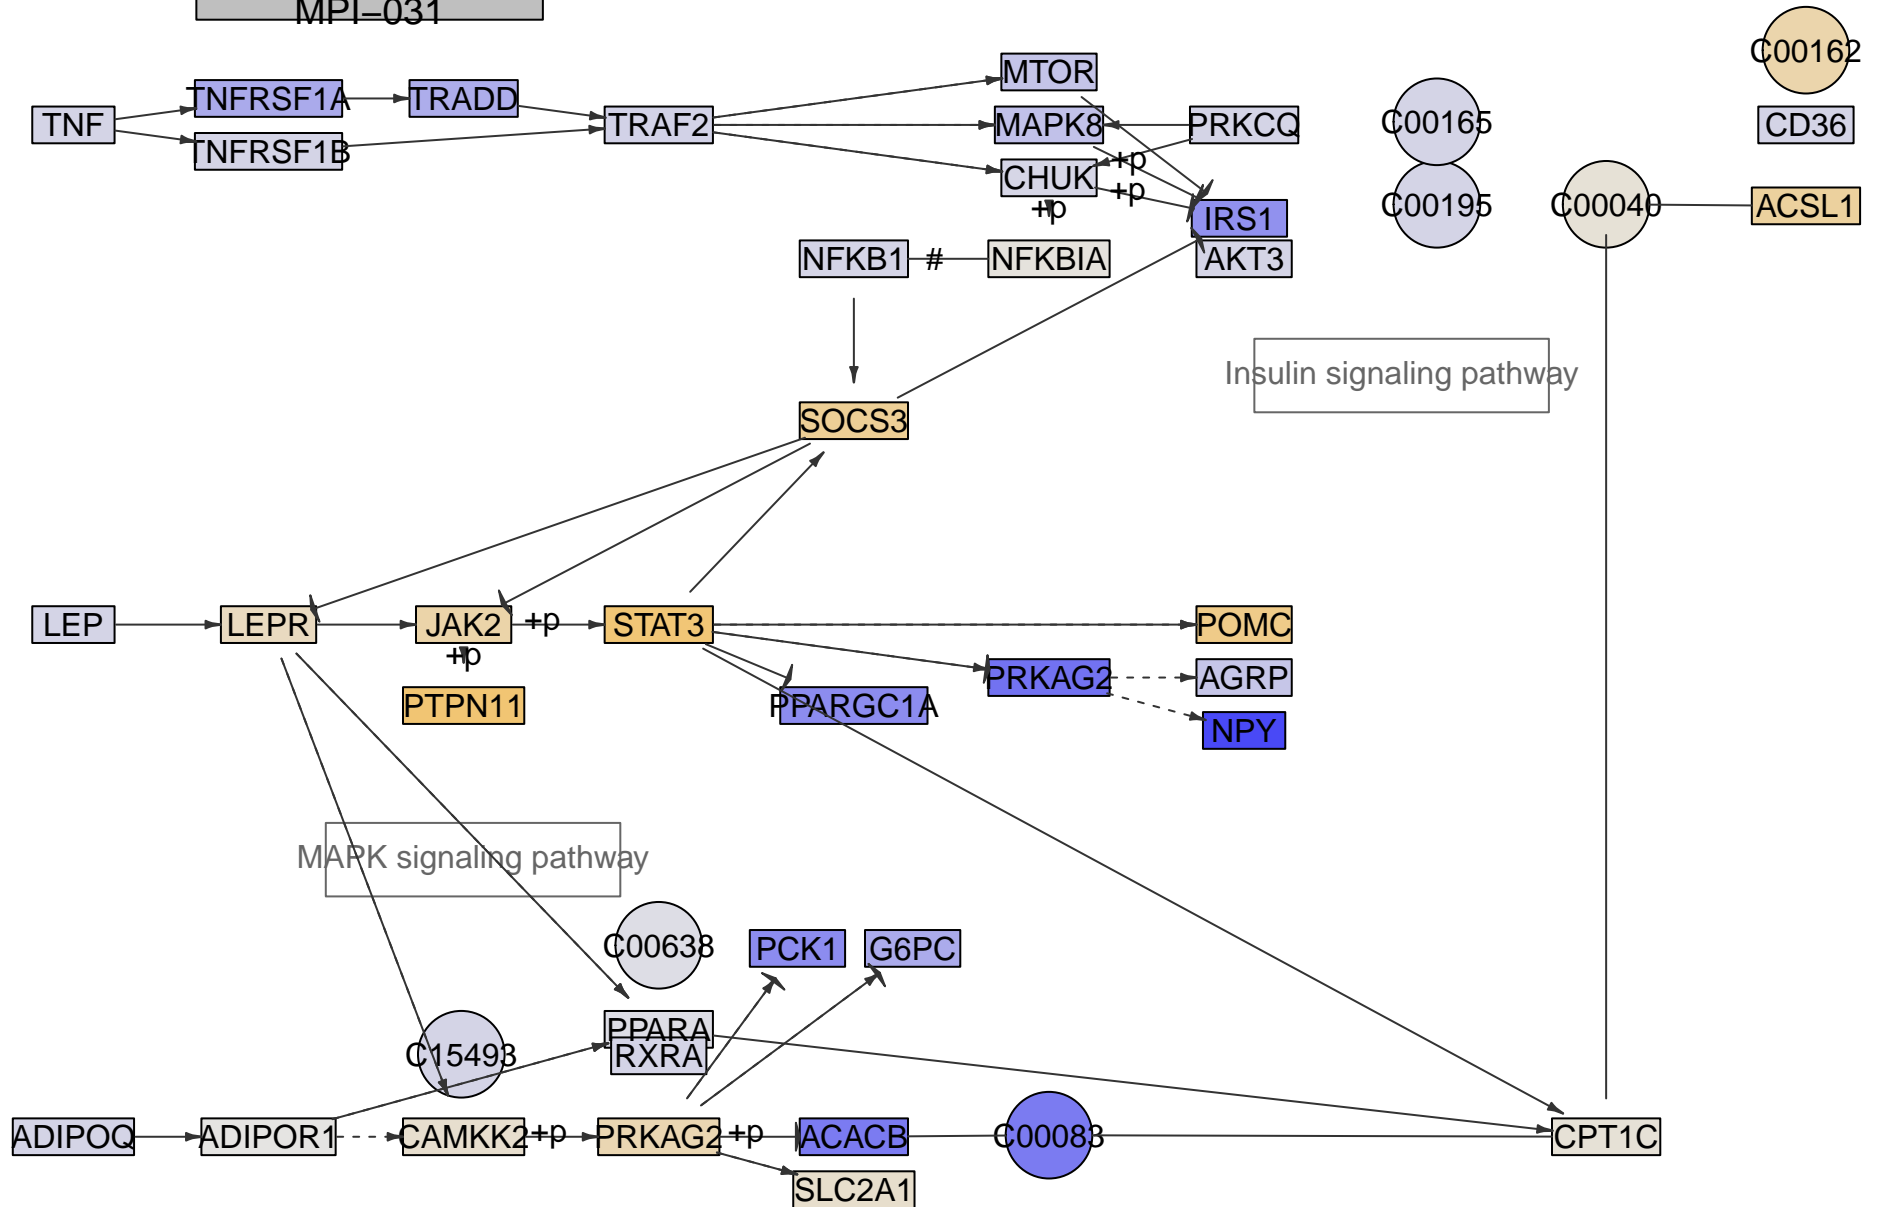 MPI–031
C00162
TNFRSF1A
TRADD
MTOR
TNF
TRAF2
MAPK8
PRKCQ
C00165
CD36
TNFRSF1B
+p
CHUK
+p
+p
C00195
C00040
ACSL1
IRS1
NFKB1
#
NFKBIA
AKT3
Insulin signaling pathway
SOCS3
LEP
LEPR
JAK2
+p
STAT3
POMC
+p
PRKAG2
AGRP
PTPN11
PPARGC1A
NPY
MAPK signaling pathway
C00638
PCK1
G6PC
PPARA
C15493
RXRA
ADIPOQ
ADIPOR1
CAMKK2
+p
PRKAG2
+p
ACACB
C00083
CPT1C
SLC2A1